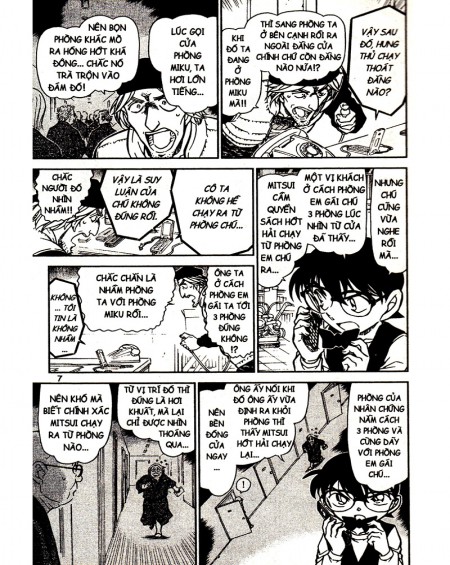 VẬY SAU
ĐÓ, HUNG
THỦ CHẠY
THOÁT
ĐẰNG
NÀO?
THÌ SANG PHÒNG TA
Ở BÊN CẠNH RỒI RA
NGOÀI ĐẰNG CỬA
CHÍNH CHỨ CÒN ĐẰNG
NÀO NỮA!?
KHI
ĐÓ TA
ĐANG
Ở
PHÒNG
MIKU
MÀ!!
LÚC GỌI
CỬA
PHÒNG
MIKU, TA
HƠI LỚN
TIẾNG...
NÊN BỌN
PHÒNG KHÁC MÕ
RA HÓNG HỚT KHÁ
ĐÔNG... CHẮC NÓ
TRÀ TRỘN VÀO
ĐÁM ĐÓ!
NHƯNG
CHÚ
CŨNG
VỪA
NGHE
RỒI
MÀ...
MỘT VỊ KHÁCH
Ở CÁCH PHÒNG
EM GÁI CHÚ
3 PHÒNG LÚC
NHÌN TỪ CỬA
ĐÃ THẤY...
MITSUI
CẦM
QUYỂN
SÁCH HỚT
HẢI CHẠY
TỪ PHÒNG
EM CHÚ
RA...
CÓ TA
KHÔNG HỀ
CHẠY RA TỪ
PHÒNG CHÚ...
VẬY LÀ SUY
LUẬN CỦA
CHÚ KHÔNG
ĐÚNG RỒI.
CHẮC
NGƯỜI ĐÓ
NHÌN
NHẦM!!
ÔNG TA
Ở CÁCH
PHÒNG EM
GÁI TA TỚI
3 PHÒNG
ĐÚNG
KHÔNG
!?
CHẮC CHẮN LÀ
NHẦM PHÒNG
TA VỚI PHÒNG
MIKU RỒI.
KHÔNG
... TÔI
TIN LÀ
KHÔNG
NHẦM
...
7
PHÒNG CỦA
NHÂN CHỨNG
NẰM CÁCH
3 PHÒNG VÀ
CÙNG DÃY
VỚI PHÒNG
EM GÁI
CHÚ...
ÔNG ẤY NÓI KHI
ĐÓ ÔNG ẤY VỪA
ĐỊNH RA KHỎI
PHÒNG THÌ
THẤY MITSUI
HỚT HẢI CHẠY
LẠI...
NÊN
BÈN
ĐÓNG
CỬA
NGAY
...
!
TỪ VỊ TRÍ ĐÓ THÌ
ĐÚNG LÀ HƠI
KHUẤT, MÀ LẠI
CHỈ ĐƯỢC NHÌN
THOÁNG
QUA...
NÊN KHÓ MÀ
BIẾT CHÍNH XÁC
MITSUI CHẠY
RA TỪ PHÒNG
NÀO...